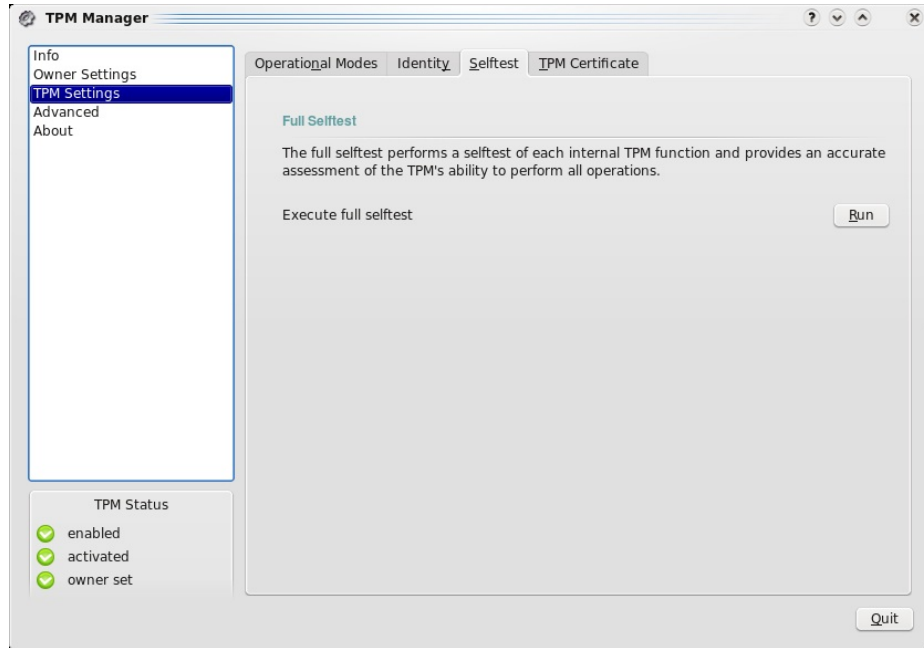 TPM Manager
Info
Owner Settings
TPM Settings
Advanced
About
TPM Status
enabled
activated
owner set
Operational Modes Identity Selftest TPM Certificate
Full Selftest
The full selftest performs a selftest of each internal TPM function and provides an accurate
assessment of the TPM's ability to perform all operations.
Execute full selftest Run
Quit